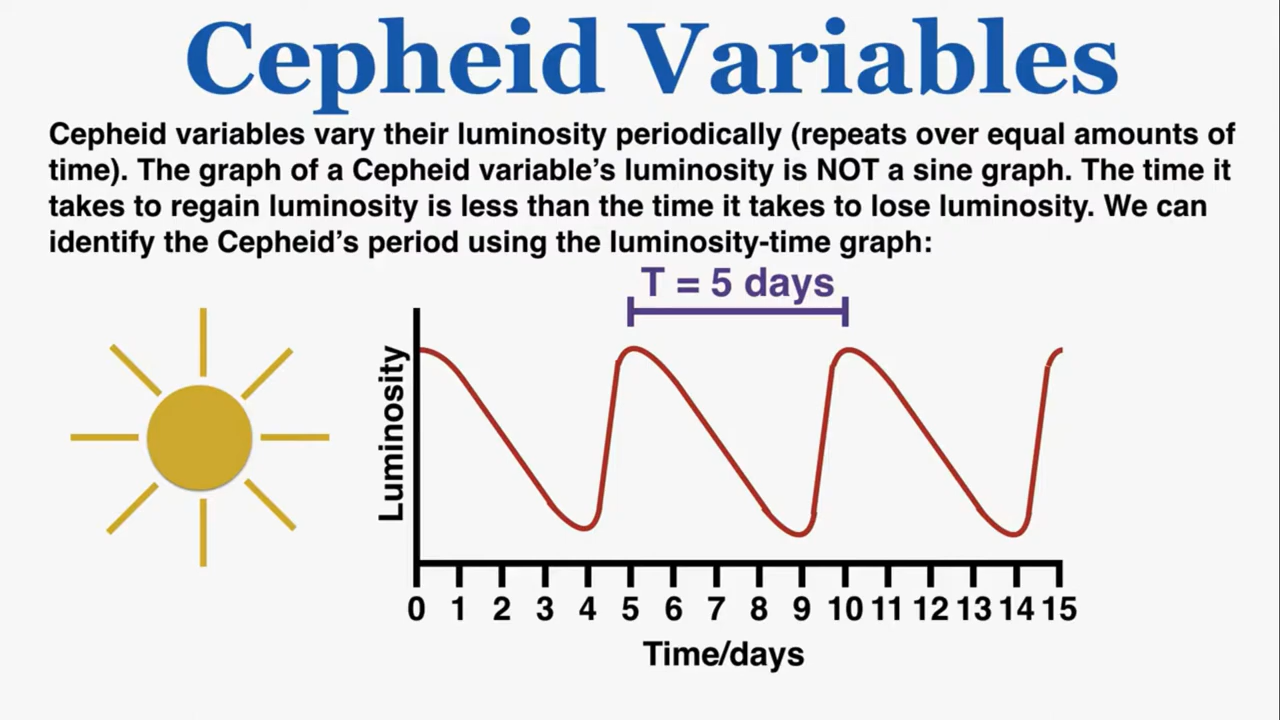 Cepheid Variables
Cepheid variables vary their luminosity periodically (repeats over equal amounts of
time). The graph of a Cepheid variable’s luminosity is NOT a sine graph. The time it
takes to regain luminosity is less than the time it takes to lose luminosity. We can
identify the Cepheid’s period using the luminosity-time graph:
T = 5 days
Luminosity
0 1 2 3 4 5 6 7 8 9 10 11 12 13 14 15
Time/days